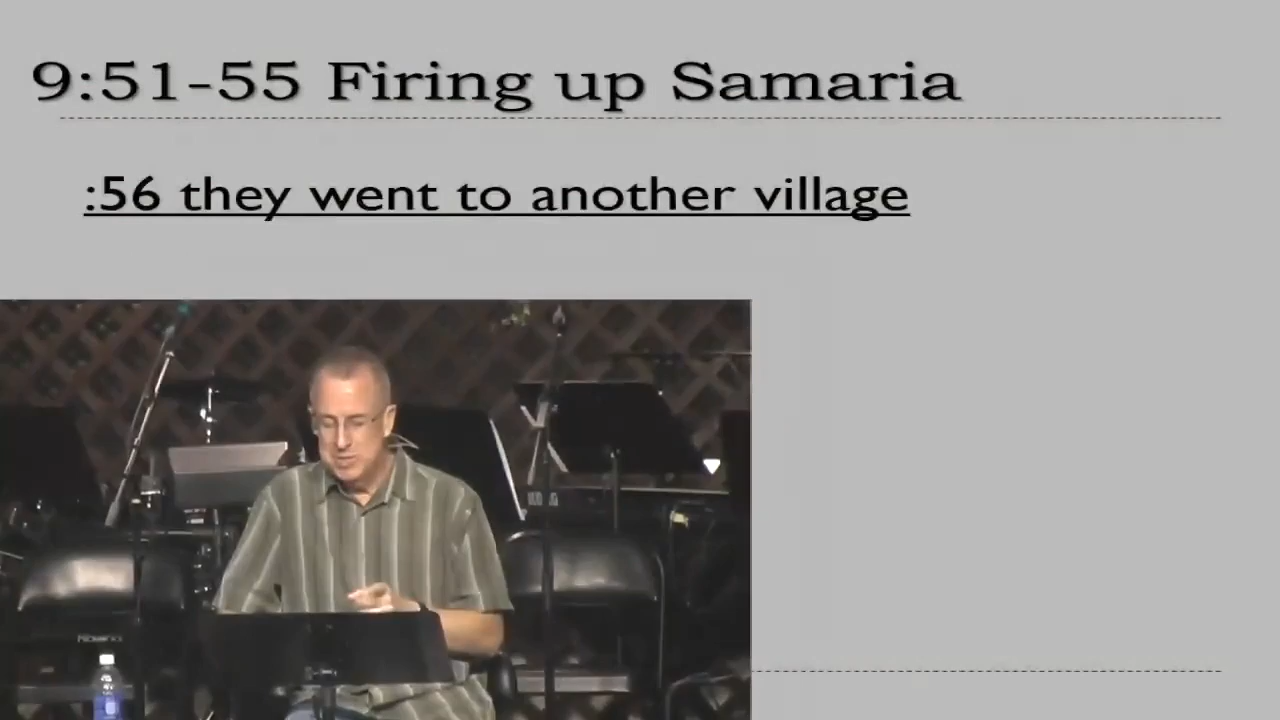 9:51-55 Firing up Samaria
:56 they went to another village